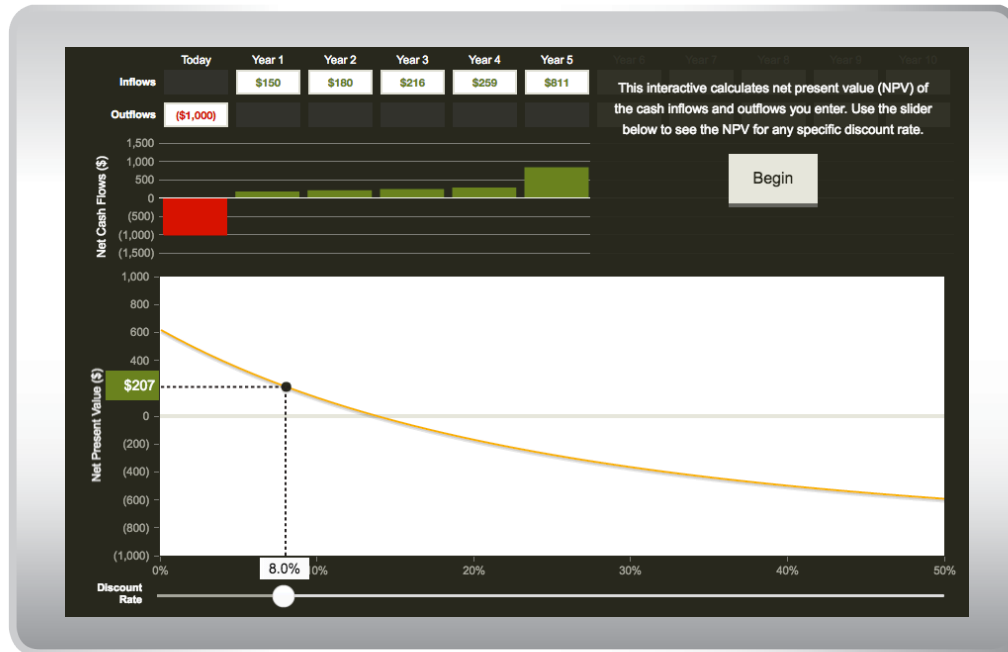 Today Year 1 Year 2 Year 3 Year 4 Year 5 Year 6 Year 7 Year 8 Year 9 Year 10
Inflows $150 $180 $216 $259 $811
This interactive calculates net present value (NPV) of
the cash inflows and outflows you enter. Use the slider
below to see the NPV for any specific discount rate.
Outflows ($1,000)
Begin
Net Cash Flows ($)
1,500
1,000
500
0
(500)
(1,000)
(1,500)
Net Present Value ($)
1,000
800
600
400
$207
0
(200)
(400)
(600)
(800)
(1,000)
0% 8.0% 20% 30% 40% 50%
Discount
Rate